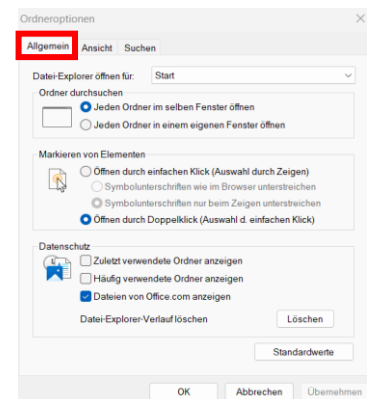 Ordneroptionen
Allgemein Ansicht Suchen
Datei-Explorer öffnen für: Start
Ordner durchsuchen
Jeden Ordner im selben Fenster öffnen
Jeden Ordner in einem eigenen Fenster öffnen
Markieren von Elementen
Öffnen durch einfachen Klick (Auswahl durch Zeigen)
Symbolunterschriften wie im Browser unterstreichen
Symbolunterschriften nur beim Zeigen unterstreichen
Öffnen durch Doppelklick (Auswahl d. einfachen Klick)
Datenschutz
Zuletzt verwendete Ordner anzeigen
Häufig verwendete Ordner anzeigen
Dateien von Office.com anzeigen
Datei-Explorer-Verlauf löschen Löschen
Standardwerte
OK Abbrechen Übernehmen